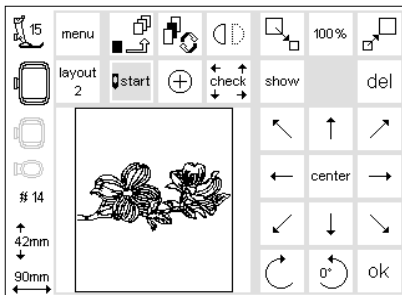 15
menu
100%
layout
2
start
check
show
del
center
# 14
42mm
90mm
0°
ok